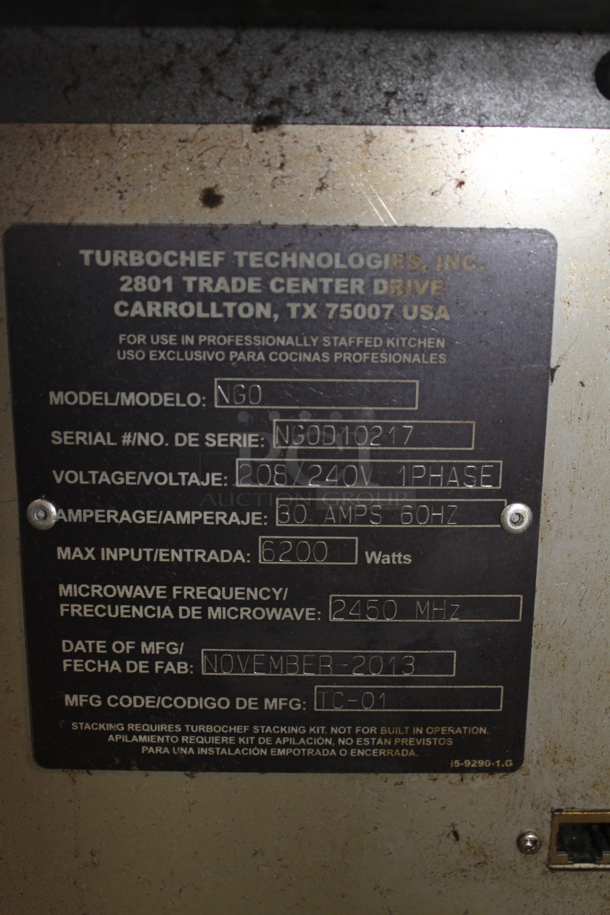 TURBOCHEF TECHNOLOGIES, INC.
2801 TRADE CENTER DRIVE
CARROLLTON, TX 75007 USA
FOR USE IN PROFESSIONALLY STAFFED KITCHEN
USO EXCLUSIVO PARA COCINAS PROFESIONALES
MODEL/MODELO: NGO
SERIAL #/NO. DE SERIE: NGOD10217
VOLTAGE/VOLTAJE: 208/240V 1PHASE
AUCTION GROUP
AMPERAGE/AMPERAJE: 30 AMPS 60HZ
MAX INPUT/ENTRADA: 6200 Watts
MICROWAVE FREQUENCY/
FRECUENCIA DE MICROWAVE: 2450 MHz
DATE OF MFG/
FECHA DE FAB: NOVEMBER-2013
MFG CODE/CODIGO DE MFG: TC-01
STACKING REQUIRES TURBOCHEF STACKING KIT. NOT FOR BUILT IN OPERATION.
APILAMIENTO REQUIERE KIT DE APILACION, NO ESTAN PREVISTOS
PARA UNA INSTALACIÓN EMPOTRADA O ENCERRADA.
i5-9290-1.G